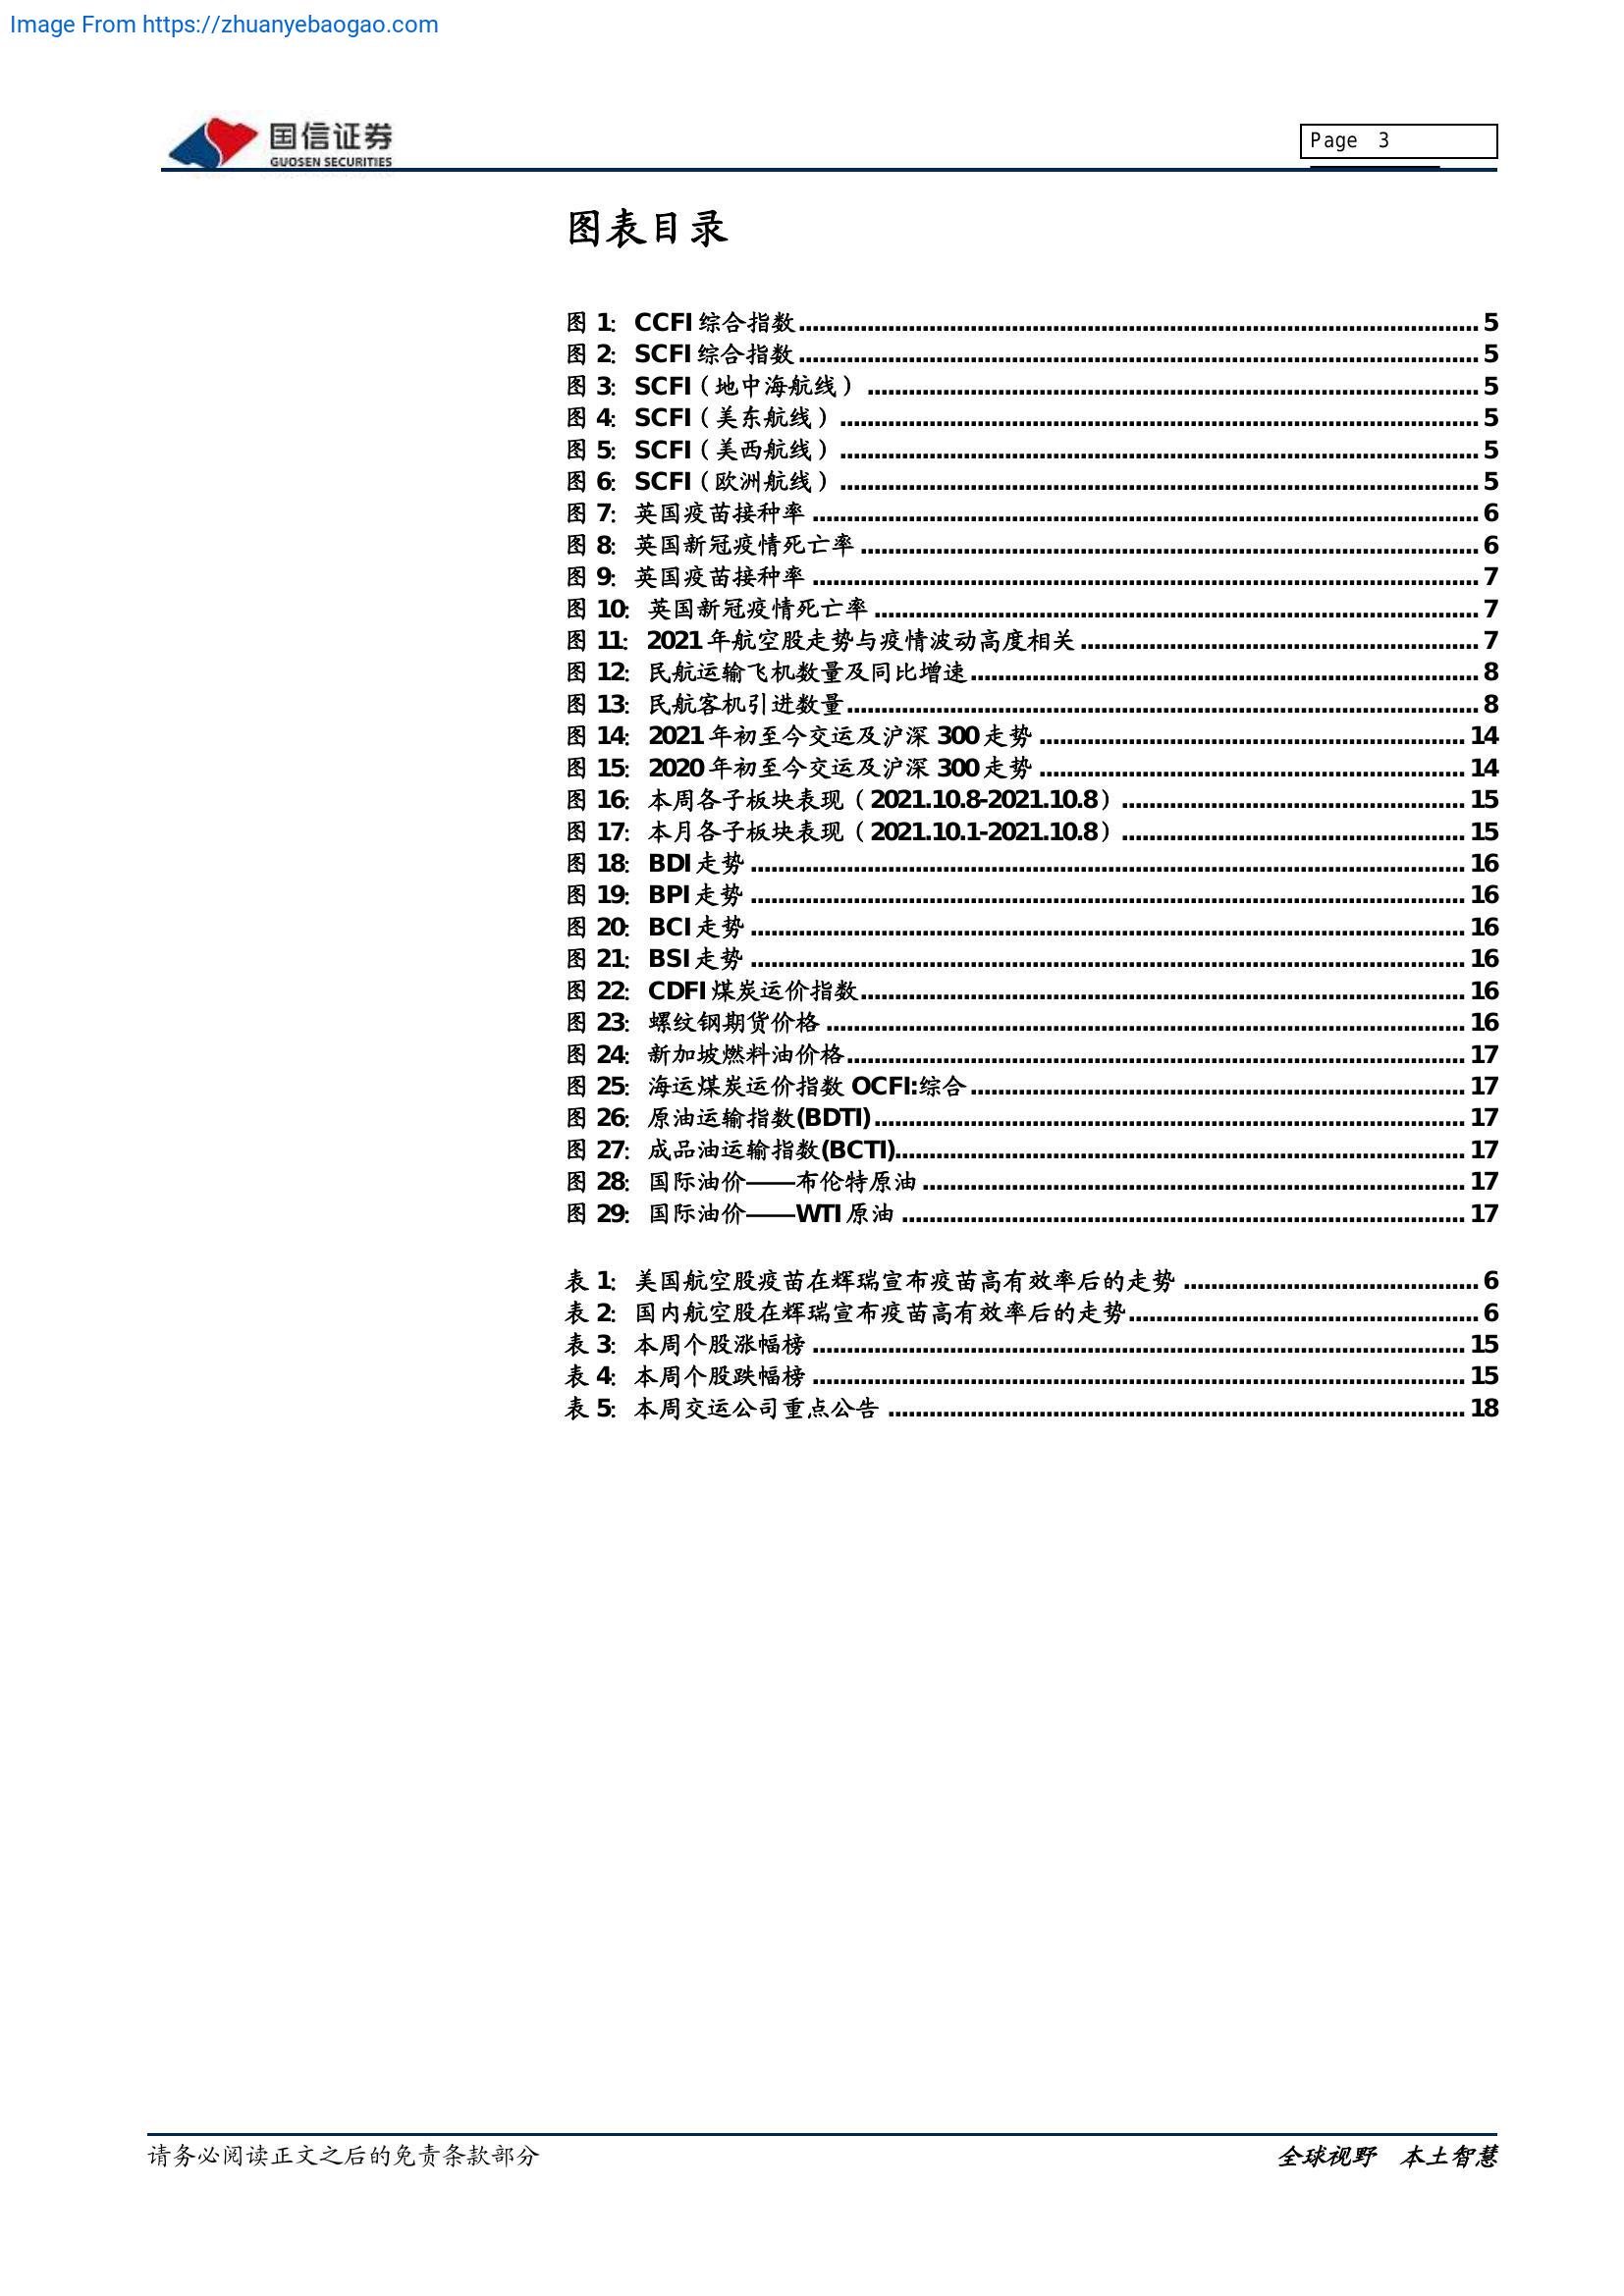 Image From https://zhuanyebaogao.com
国信证券
GUOSEN SECURITIES
Page 3
图表目录
图 1: CCFI 综合指数 5
图 2: SCFI 综合指数 5
图 3: SCFI（地中海航线） 5
图 4: SCFI（美东航线） 5
图 5: SCFI（美西航线） 5
图 6: SCFI（欧洲航线） 5
图 7: 英国疫苗接种率 6
图 8: 英国新冠疫情死亡率 6
图 9: 英国疫苗接种率 7
图 10: 英国新冠疫情死亡率 7
图 11: 2021 年航空股走势与疫情波动高度相关 7
图 12: 民航运输飞机数量及同比增速 8
图 13: 民航客机引进数量 8
图 14: 2021 年初至今交运及沪深 300 走势 14
图 15: 2020 年初至今交运及沪深 300 走势 14
图 16: 本周各子板块表现（2021.10.8-2021.10.8） 15
图 17: 本月各子板块表现（2021.10.1-2021.10.8） 15
图 18: BDI 走势 16
图 19: BPI 走势 16
图 20: BCI 走势 16
图 21: BSI 走势 16
图 22: CDFI 煤炭运价指数 16
图 23: 螺纹钢期货价格 16
图 24: 新加坡燃料油价格 17
图 25: 海运煤炭运价指数 OCFI:综合 17
图 26: 原油运输指数(BDTI) 17
图 27: 成品油运输指数(BCTI) 17
图 28: 国际油价——布伦特原油 17
图 29: 国际油价——WTI 原油 17
表 1: 美国航空股疫苗在辉瑞宣布疫苗高有效率后的走势 6
表 2: 国内航空股在辉瑞宣布疫苗高有效率后的走势 6
表 3: 本周个股涨幅榜 15
表 4: 本周个股跌幅榜 15
表 5: 本周交运公司重点公告 18
请务必阅读正文之后的免责条款部分
全球视野 本土智慧